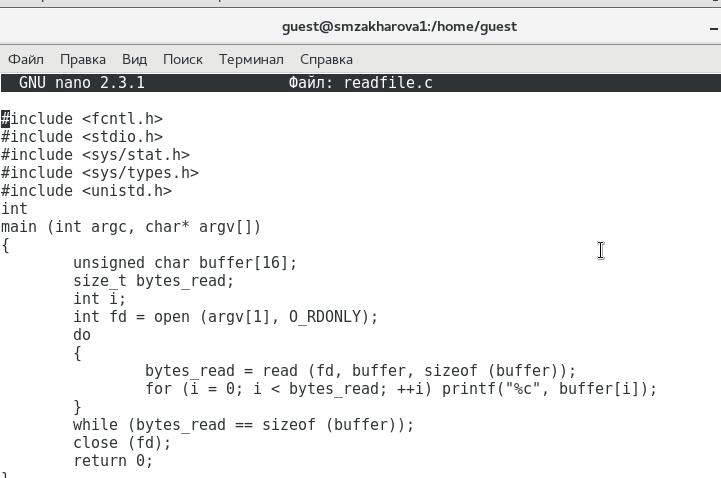 guest@smzakharova1:/home/guest
Файл Правка Вид Поиск Терминал Справка
GNU nano 2.3.1 Файл: readfile.c
#include <fcntl.h>
#include <stdio.h>
#include <sys/stat.h>
#include <sys/types.h>
#include <unistd.h>
int
main (int argc, char* argv[])
{
unsigned char buffer[16];
size_t bytes_read;
int i;
int fd = open (argv[1], O_RDONLY);
do
{
bytes_read = read (fd, buffer, sizeof (buffer));
for (i = 0; i < bytes_read; ++i) printf("%c", buffer[i]);
}
while (bytes_read == sizeof (buffer));
close (fd);
return 0;
}